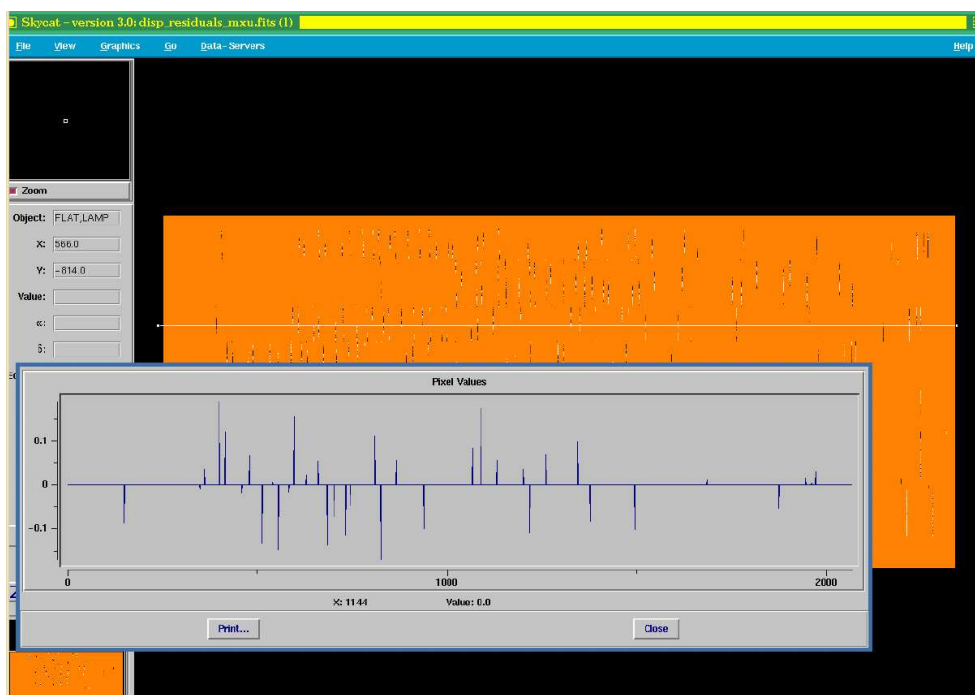 Skycat - version 3.0: disp_residuals_mxu.fits (1)
File View Graphics Go Data-Servers Help
Zoom
Object: FLAT,LAMP
X: 566.0
Y: -814.0
Value:
α:
δ:
Pixel Values
0.1
0
-0.1
0 1000 2000
X: 1144 Value: 0.0
Print... Close